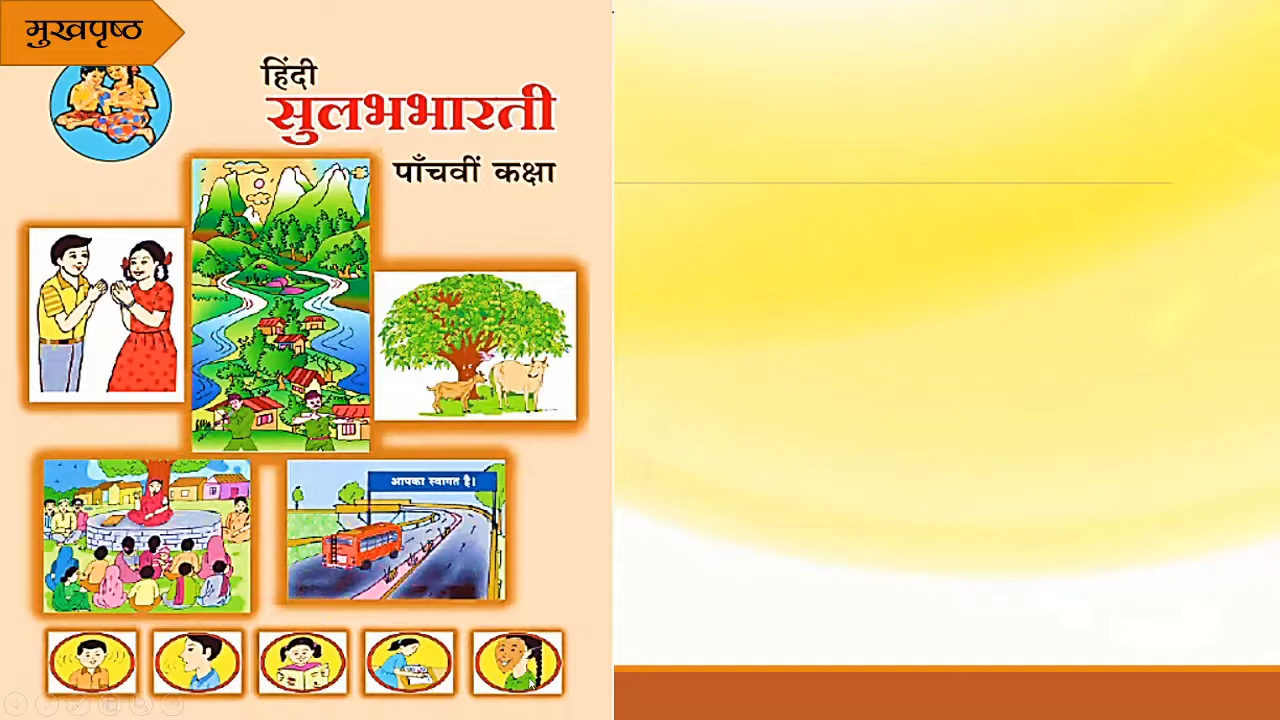 मुखपृष्ठ
हिंदी
सुलभभारती
पाँचवीं कक्षा
आपका स्वागत है।